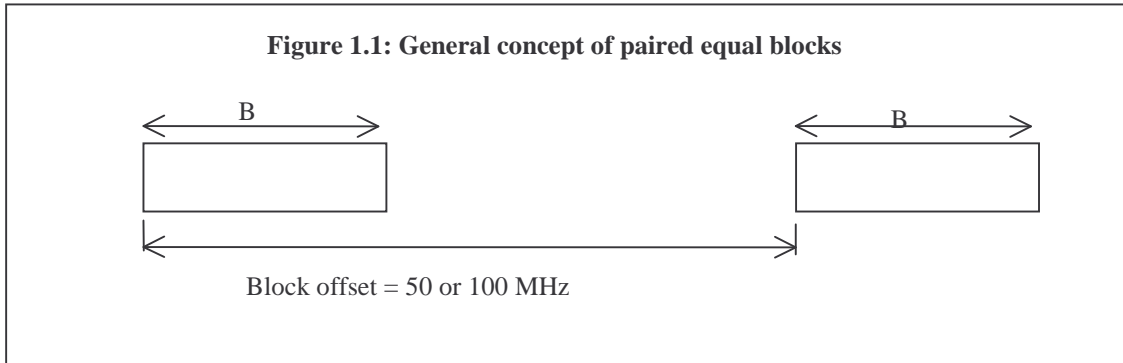 Figure 1.1: General concept of paired equal blocks
B
B
Block offset = 50 or 100 MHz